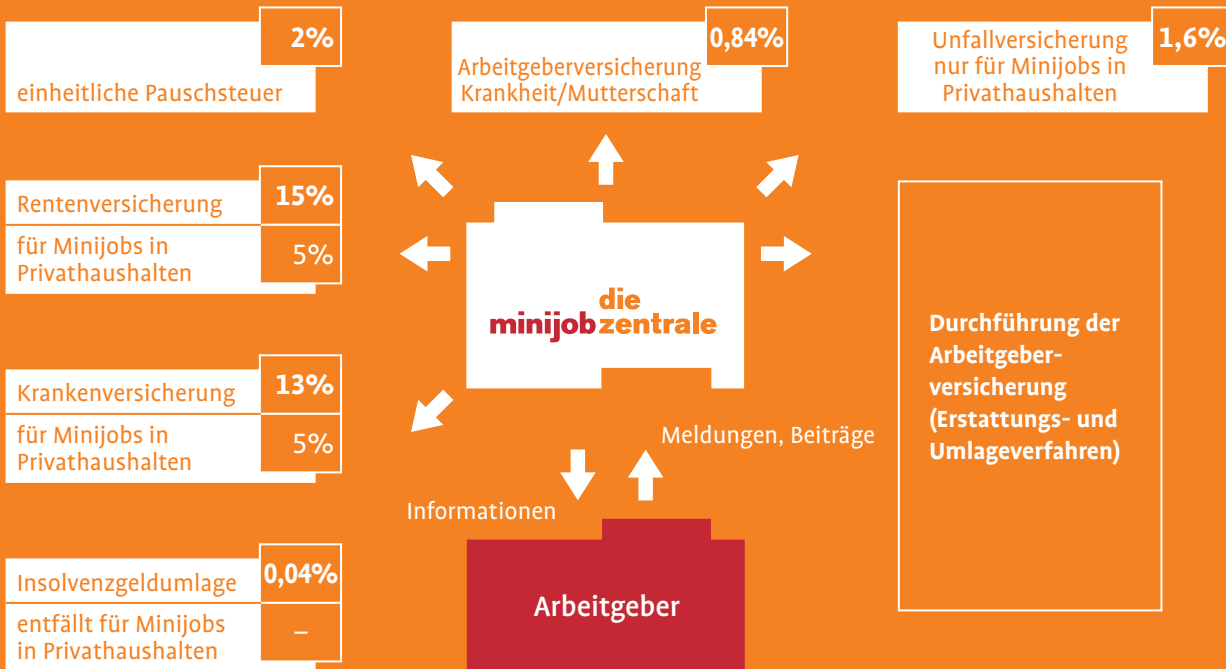 2%
einheitliche Pauschsteuer
0,84%
Arbeitgeberversicherung
Krankheit/Mutterschaft
1,6%
Unfallversicherung
nur für Minijobs in
Privathaushalten
Rentenversicherung
15%
für Minijobs in
Privathaushalten
5%
Krankenversicherung
13%
für Minijobs in
Privathaushalten
5%
Insolvenzgeldumlage
0,04%
entfällt für Minijobs
in Privathaushalten
–
die
minijobzentrale
Meldungen, Beiträge
Informationen
Arbeitgeber
Durchführung der
Arbeitgeber-
versicherung
(Erstattungs- und
Umlageverfahren)